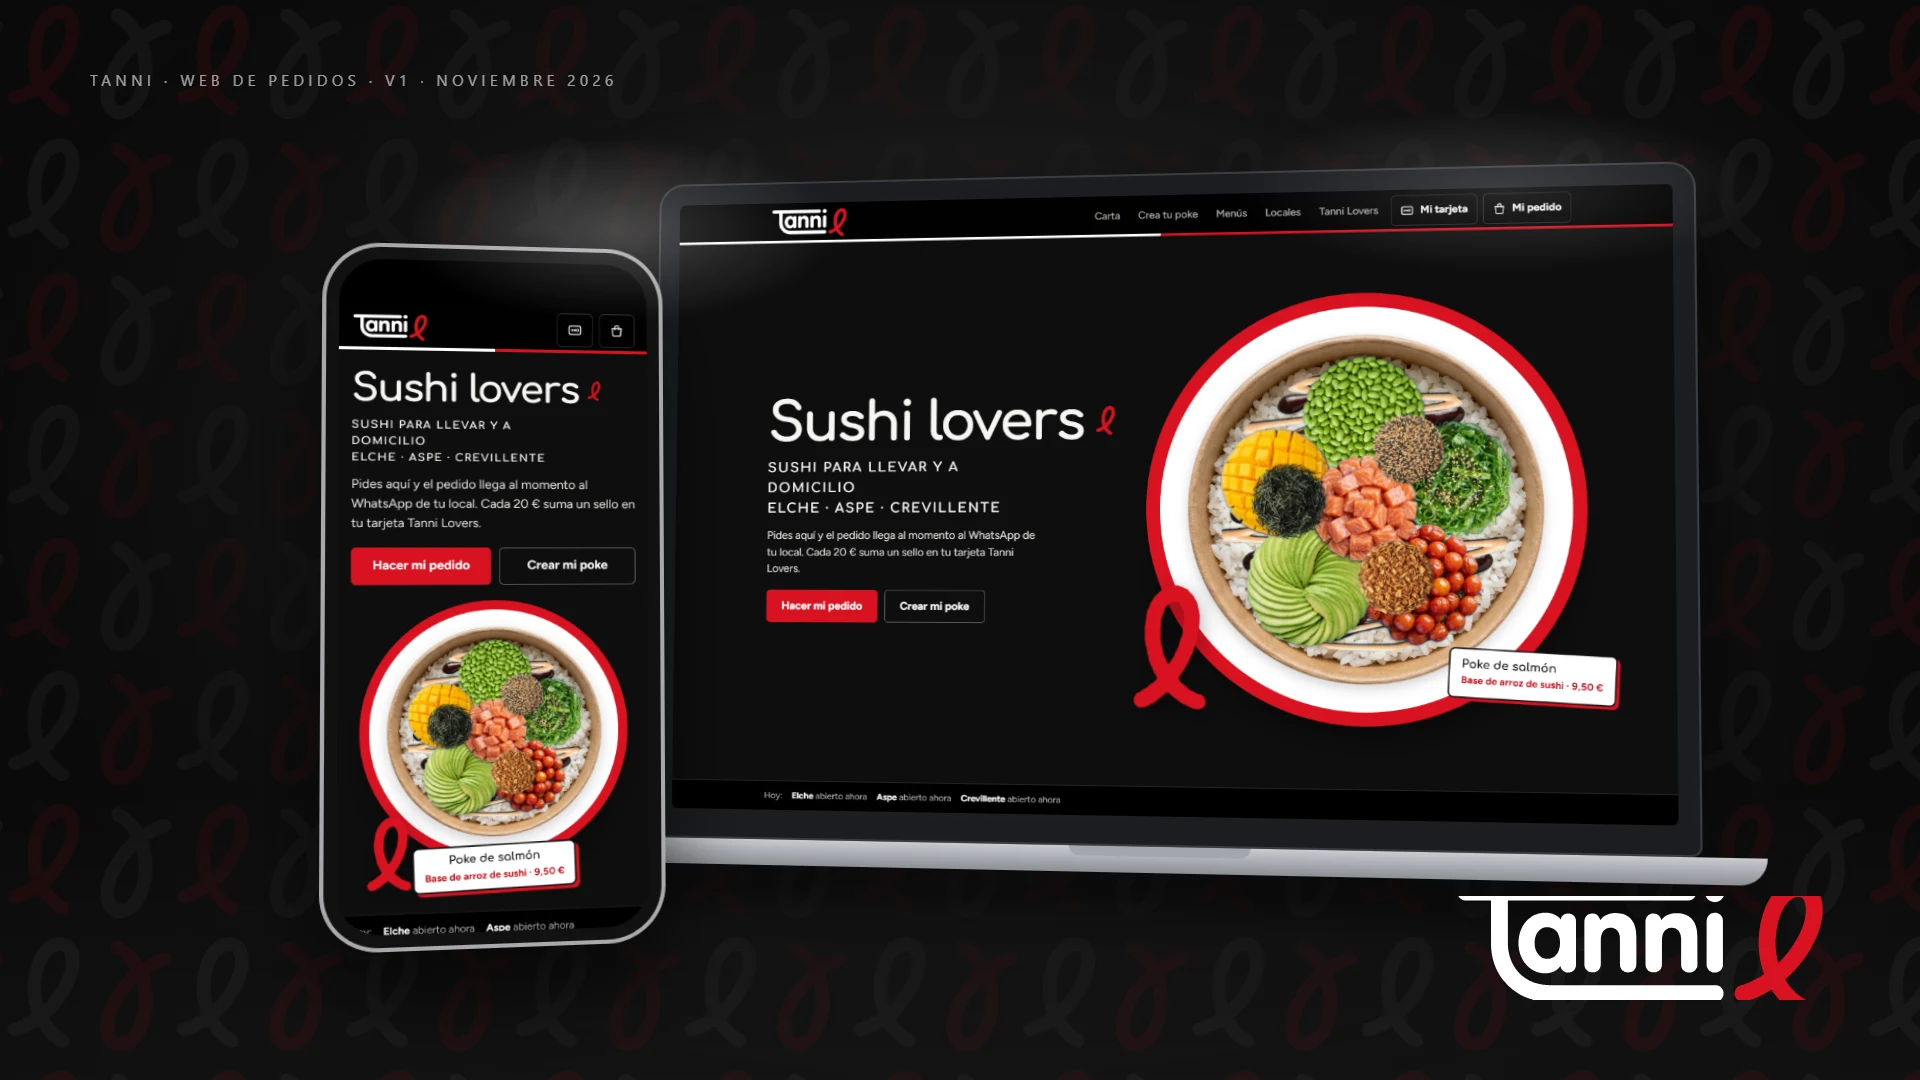 TANNI · WEB DE PEDIDOS · V1 · NOVIEMBRE 2026
Tanni
Sushi lovers
SUSHI PARA LLEVAR Y A
DOMICILIO
ELCHE · ASPE · CREVILLENTE
Pides aquí y el pedido llega al momento al
WhatsApp de tu local. Cada 20 € suma un sello en
tu tarjeta Tanni Lovers.
Hacer mi pedido
Crear mi poke
Poke de salmón
Base de arroz de sushi · 9,50 €
Elche abierto ahora Aspe abierto ahora
Tanni
Carta
Crea tu poke
Menús
Locales
Tanni Lovers
Mi tarjeta
Mi pedido
Sushi lovers
SUSHI PARA LLEVAR Y A
DOMICILIO
ELCHE · ASPE · CREVILLENTE
Pides aquí y el pedido llega al momento al WhatsApp de
tu local. Cada 20 € suma un sello en tu tarjeta Tanni
Lovers.
Hacer mi pedido
Crear mi poke
Poke de salmón
Base de arroz de sushi · 9,50 €
Hoy: Elche abierto ahora Aspe abierto ahora Crevillente abierto ahora
Tanni